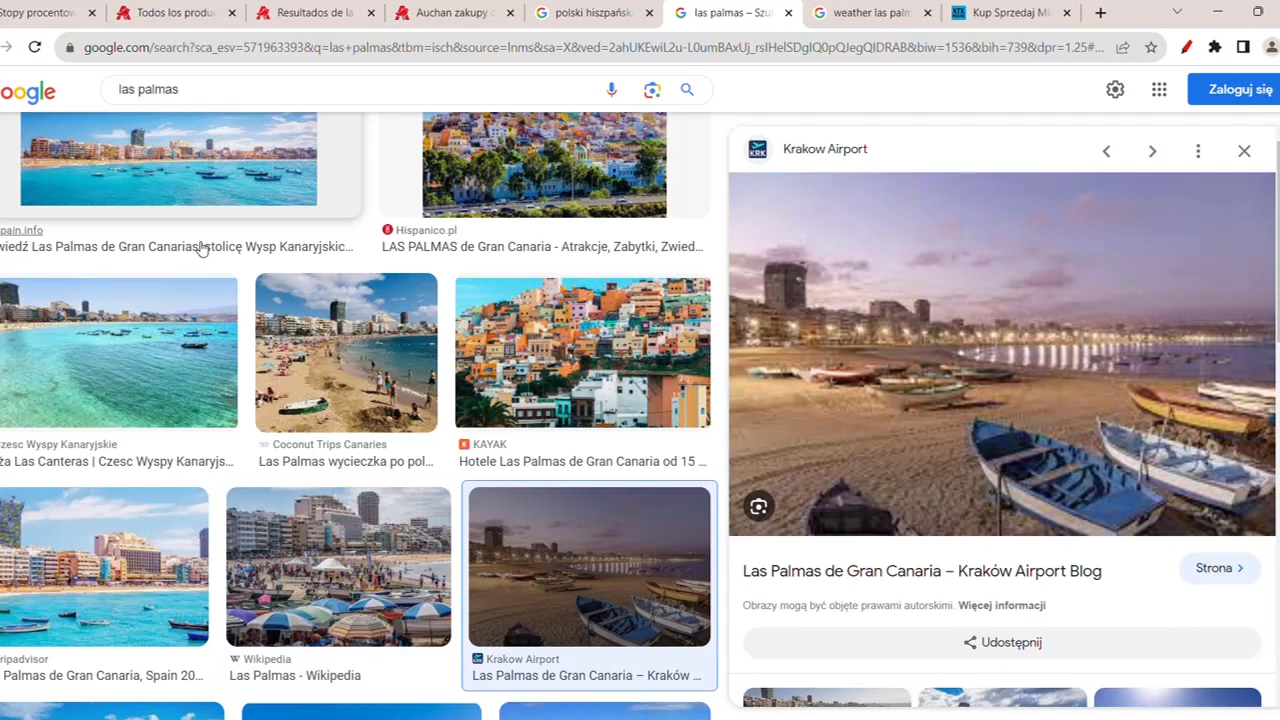 Stopy procentow
Todos los produ
Resultados de la
Auchan zakupy o
polski hiszpańsk
las palmas – Szu
weather las palm
Kup Sprzedaj Mi
google.com/search?sca_esv=571963393&q=las+palmas&tbm=isch&source=lnms&sa=X&ved=2ahUKEwiL2u-L0umBAxUj_rsIHelSDgIQ0pQJegQIDRAB&biw=1536&bih=739&dpr=1.25#...
oogle
las palmas
Zaloguj się
pain.info
wiedź Las Palmas de Gran Canarias, stolicę Wysp Kanaryjskic...
Hispanico.pl
LAS PALMAS de Gran Canaria - Atrakcje, Zabytki, Zwied...
Czesc Wyspy Kanaryjskie
ża Las Canteras | Czesc Wyspy Kanaryjs...
Coconut Trips Canaries
Las Palmas wycieczka po pol...
KAYAK
Hotele Las Palmas de Gran Canaria od 15 ...
ripadvisor
Palmas de Gran Canaria, Spain 20...
Wikipedia
Las Palmas - Wikipedia
Krakow Airport
Las Palmas de Gran Canaria – Kraków ...
KRK
Krakow Airport
Las Palmas de Gran Canaria – Kraków Airport Blog
Strona
Obrazy mogą być objęte prawami autorskimi. Więcej informacji
Udostępnij